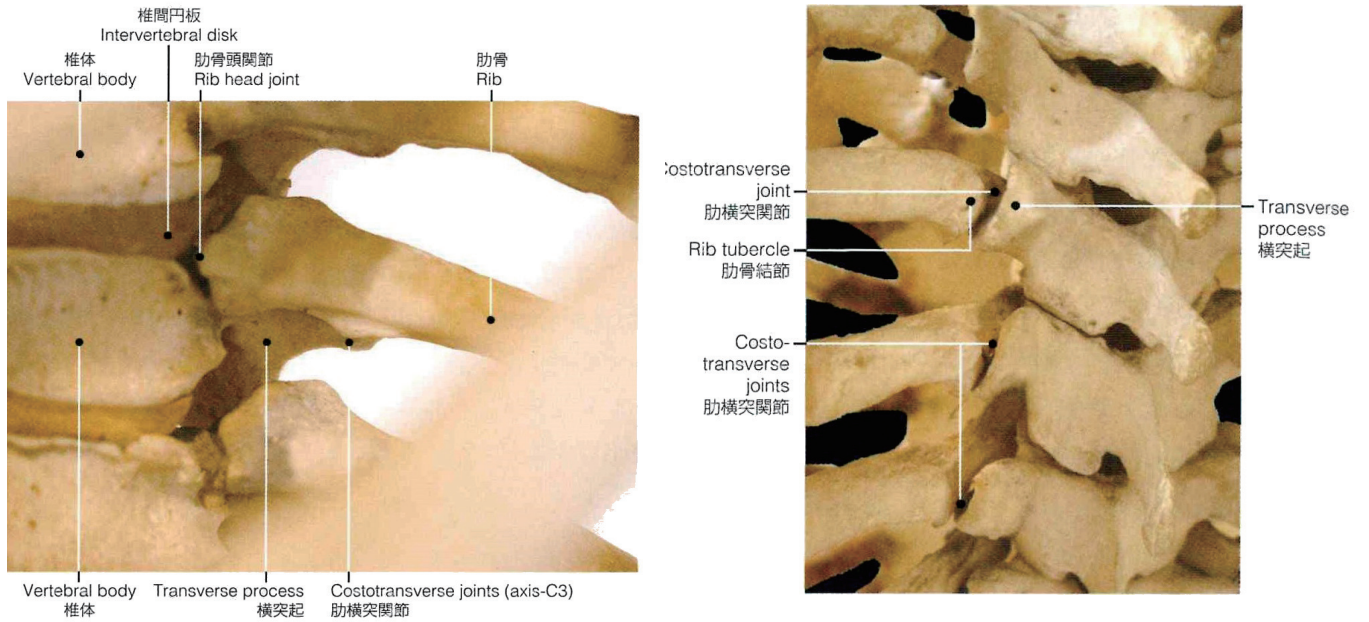 椎間円板
Intervertebral disk
椎体
Vertebral body
肋骨頭関節
Rib head joint
肋骨
Rib
Vertebral body
椎体
Transverse process
横突起
Costotransverse joints (axis-C3)
肋横突関節
Costotransverse
joint
肋横突関節
Rib tubercle
肋骨結節
Costo-
transverse
joints
肋横突関節
Transverse
process
横突起